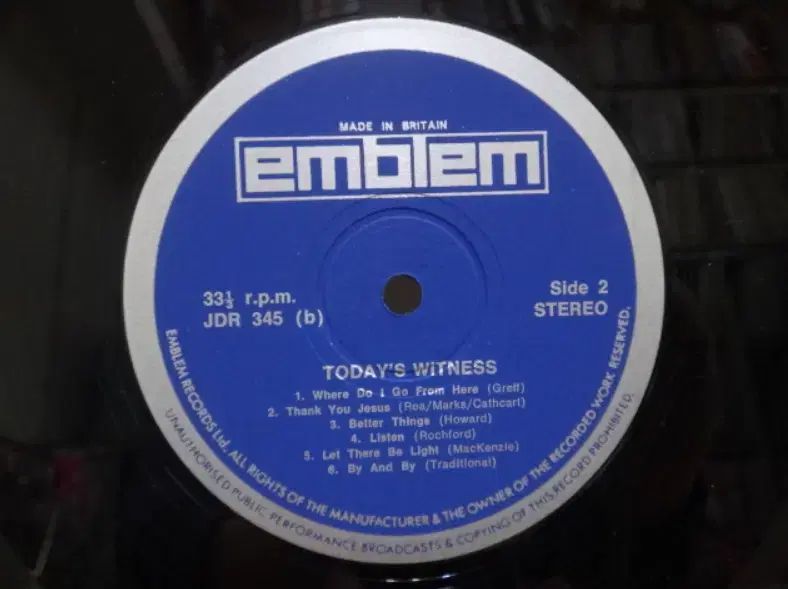 MADE IN BRITAIN
emblem
33⅓ r.p.m.
JDR 345 (b)
Side 2
STEREO
TODAY'S WITNESS
1. Where Do I Go From Here (Greff)
2. Thank You Jesus (Rea/Marks/Cathcart)
3. Better Things (Howard)
4. Listen (Rochford)
5. Let There Be Light (MacKenzie)
6. By And By (Traditional)
EMBLEM RECORDS Ltd. ALL RIGHTS OF THE MANUFACTURER & THE OWNER OF THE RECORDED WORK RESERVED.
UNAUTHORISED PUBLIC PERFORMANCE BROADCASTS & COPYING OF THIS RECORD PROHIBITED.